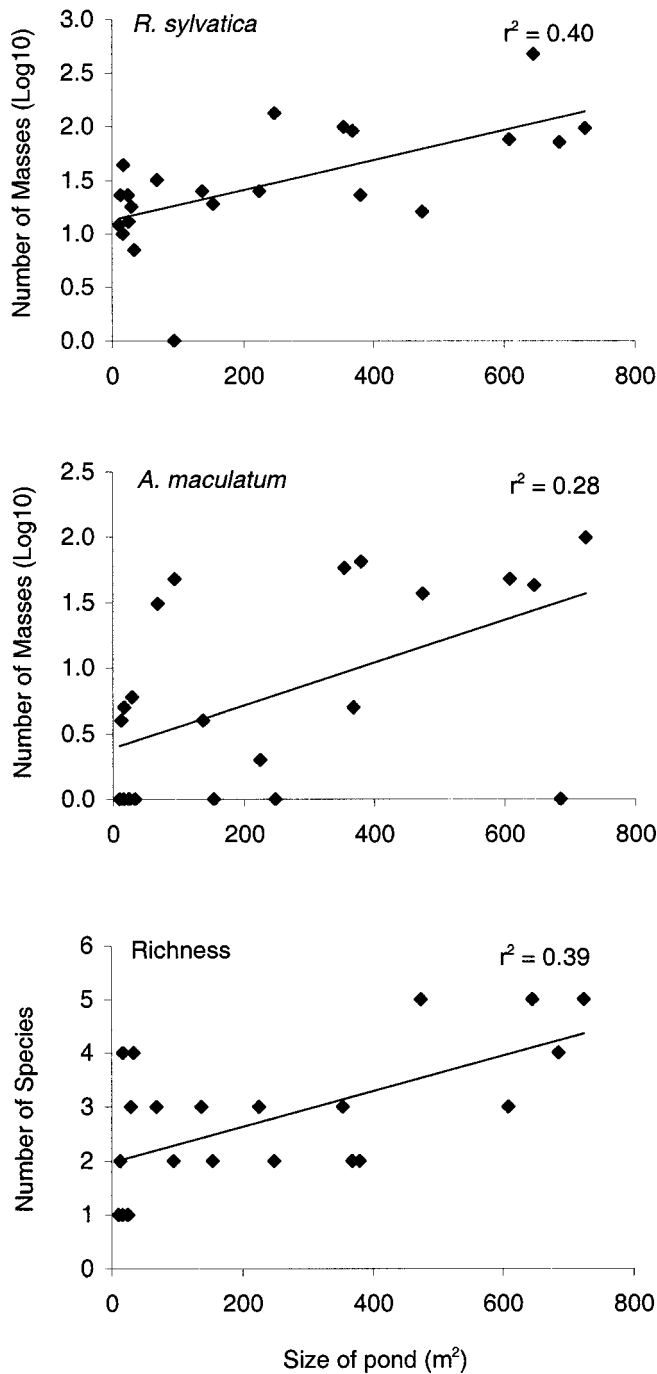 R. sylvatica
r² = 0.40
Number of Masses (Log10)
3.0
2.5
2.0
1.5
1.0
0.5
0.0
0 200 400 600 800
A. maculatum
r² = 0.28
Number of Masses (Log10)
2.5
2.0
1.5
1.0
0.5
0.0
0 200 400 600 800
Richness
r² = 0.39
Number of Species
6
5
4
3
2
1
0
0 200 400 600 800
Size of pond (m²)